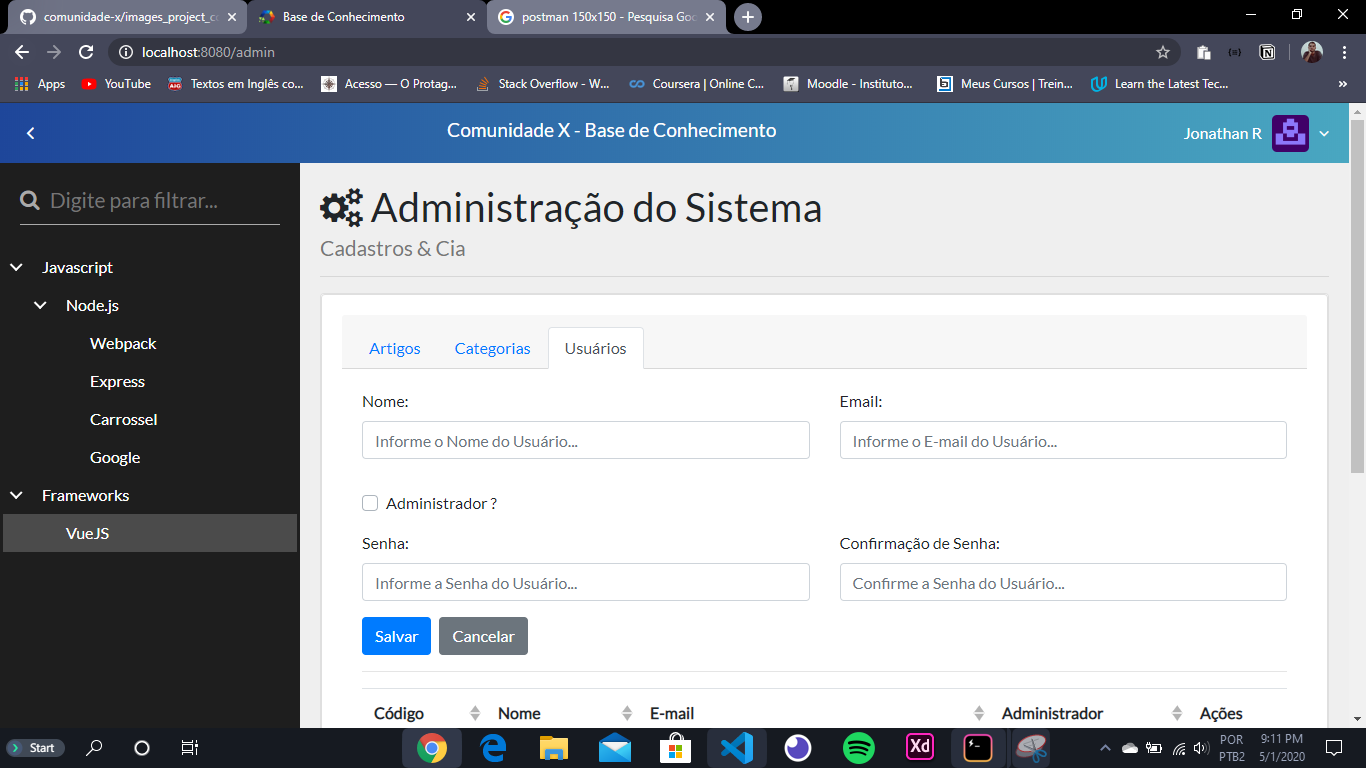 comunidade-x/images_project_co
Base de Conhecimento
postman 150x150 - Pesquisa Goo
localhost:8080/admin
Apps
YouTube
Textos em Inglês co...
Acesso — O Protag...
Stack Overflow - W...
Coursera | Online C...
Moodle - Instituto...
Meus Cursos | Trein...
Learn the Latest Tec...
»
Comunidade X - Base de Conhecimento
Jonathan R
Digite para filtrar...
Javascript
Node.js
Webpack
Express
Carrossel
Google
Frameworks
VueJS
Administração do Sistema
Cadastros & Cia
Artigos
Categorias
Usuários
Nome:
Email:
Informe o Nome do Usuário...
Informe o E-mail do Usuário...
Administrador ?
Senha:
Confirmação de Senha:
Informe a Senha do Usuário...
Confirme a Senha do Usuário...
Salvar
Cancelar
Código
Nome
E-mail
Administrador
Ações
Start
Xd
POR
PTB2
9:11 PM
5/1/2020